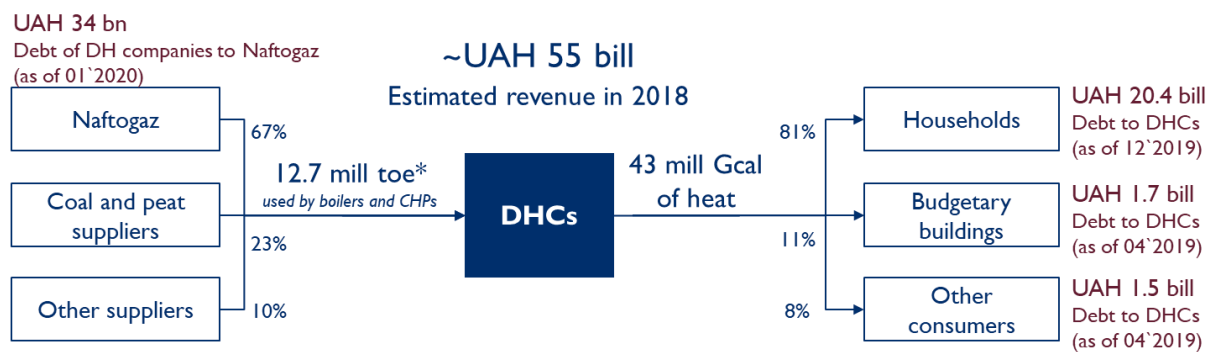 UAH 34 bn
Debt of DH companies to Naftogaz
(as of 01`2020)
~UAH 55 bill
Estimated revenue in 2018
Naftogaz
67%
Coal and peat
suppliers
23%
Other suppliers
10%
12.7 mill toe*
used by boilers and CHPs
DHCs
43 mill Gcal
of heat
81%
Households
UAH 20.4 bill
Debt to DHCs
(as of 12`2019)
11%
Budgetary
buildings
UAH 1.7 bill
Debt to DHCs
(as of 04`2019)
8%
Other
consumers
UAH 1.5 bill
Debt to DHCs
(as of 04`2019)